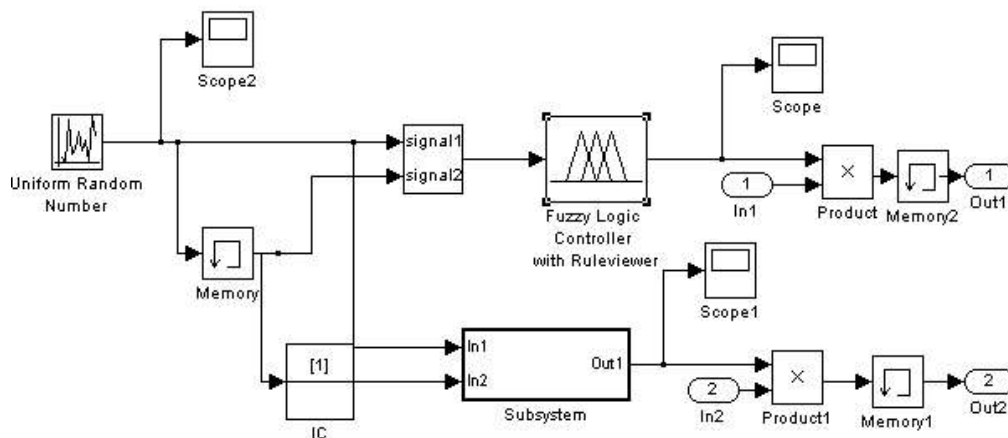 Scope2
Scope
signal1
signal2
Uniform Random
Number
1
In1
Product
Memory2
1
Out1
Fuzzy Logic
Controller
with Ruleviewer
Memory
Scope1
[1]
IC
In1
In2
Out1
Subsystem
2
In2
Product1
Memory1
2
Out2